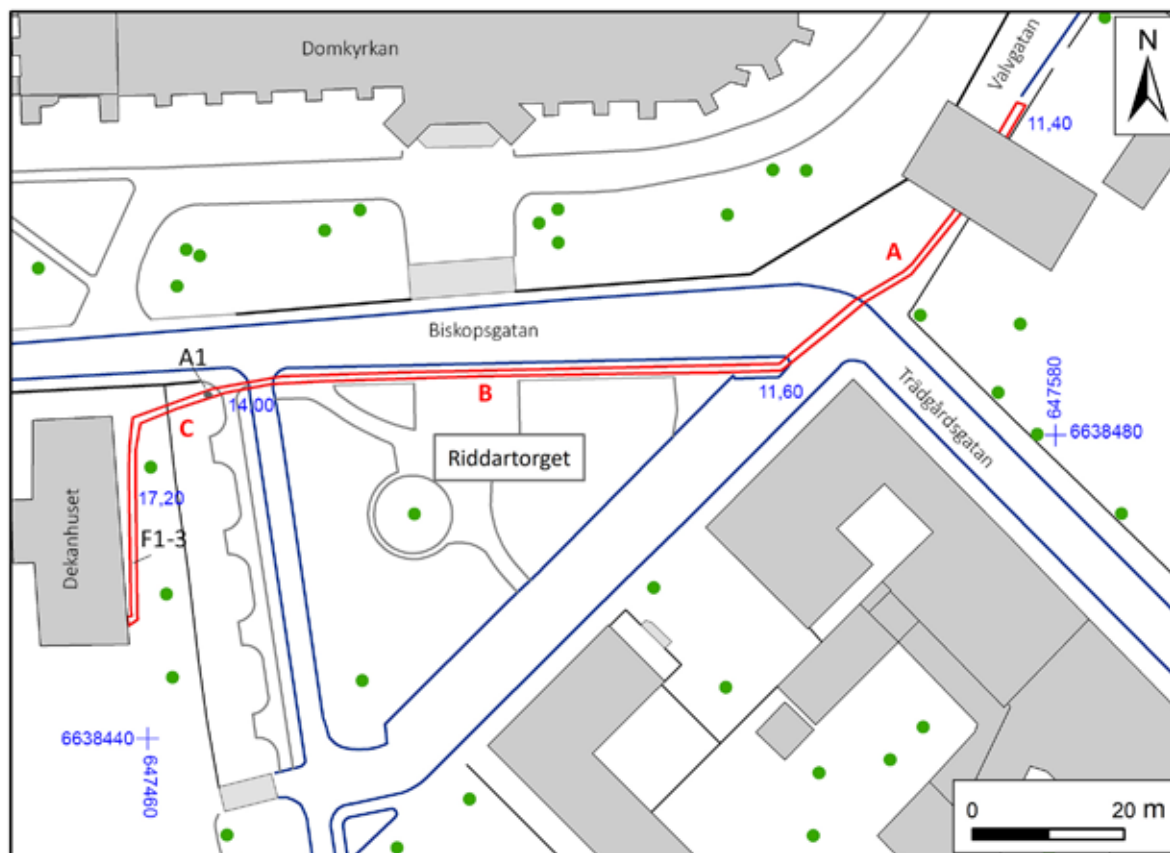 Domkyrkan
Valvgatan
N
11,40
A
Biskopsgatan
A1
14,00
B
11,60
C
Trädgårdsgatan
647580
6638480
Riddartorget
17,20
F1-3
Dekanhuset
6638440
647460
0 20 m